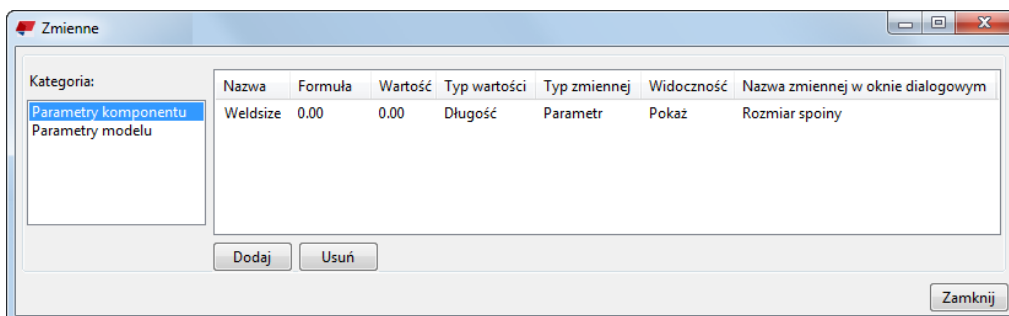 Zmienne
Kategoria:
Parametry komponentu
Parametry modelu
Nazwa Formuła Wartość Typ wartości Typ zmiennej Widoczność Nazwa zmiennej w oknie dialogowym
Weldsize 0.00 0.00 Długość Parametr Pokaż Rozmiar spoiny
Dodaj Usuń
Zamknij